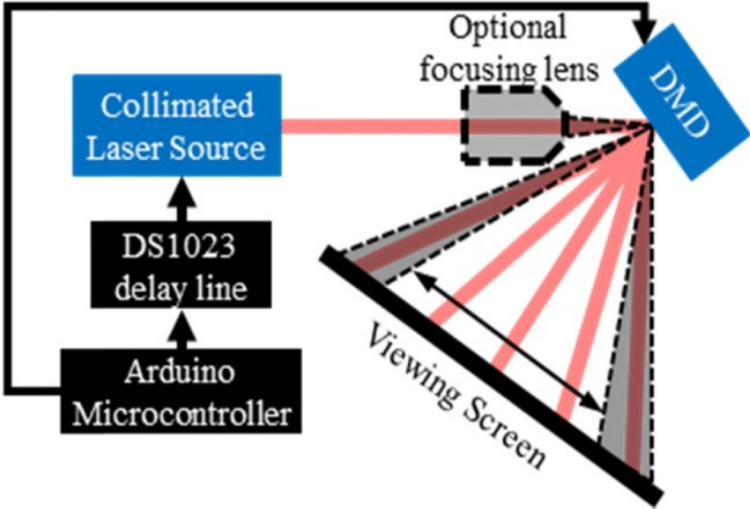 Optional
focusing lens
DMD
Collimated
Laser Source
DS1023
delay line
Arduino
Microcontroller
Viewing Screen